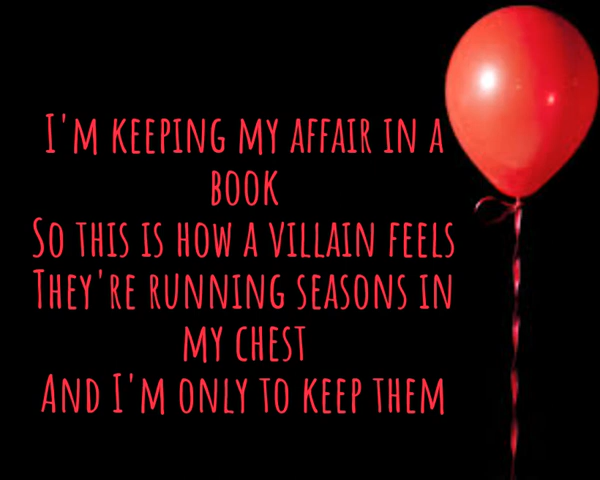 I'm keeping my affair in a
book
So this is how a villain feels
They're running seasons in
my chest
And I'm only to keep them